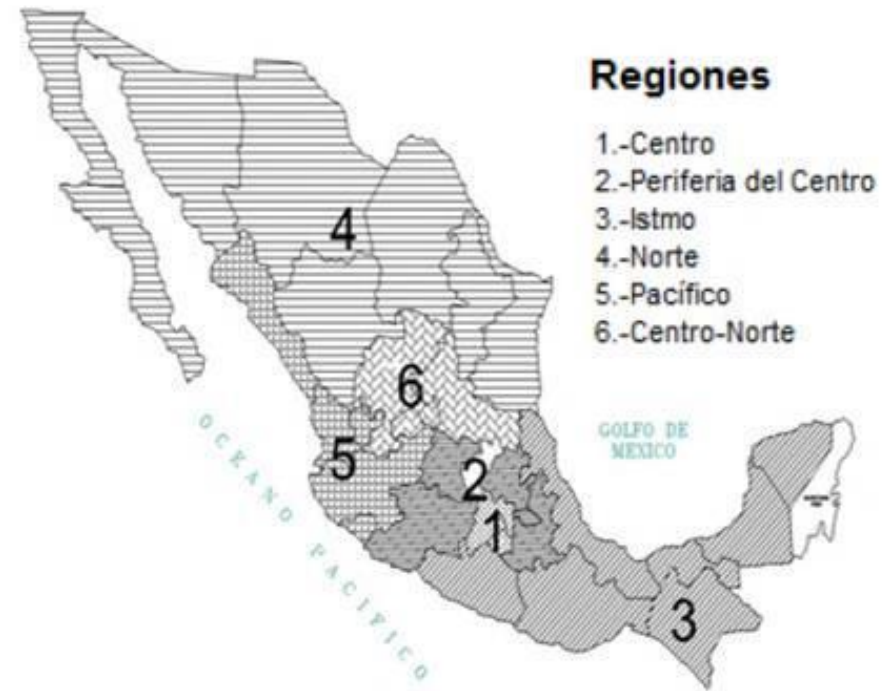 Regiones
1.-Centro
2.-Periferia del Centro
3.-Istmo
4.-Norte
5.-Pacífico
6.-Centro-Norte
4
6
5
2
1
3
GOLFO DE
MEXICO
OCEANO PACIFICO